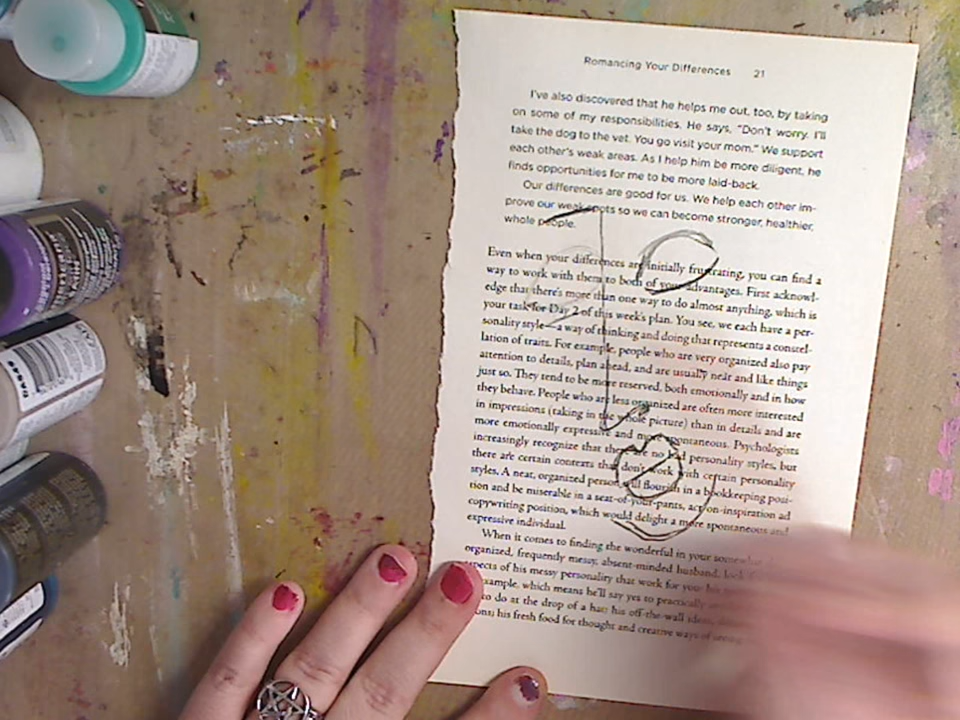 Romancing Your Differences 21
I've also discovered that he helps me out, too, by taking
on some of my responsibilities. He says, "Don't worry. I'll
take the dog to the vet. You go visit your mom." We support
each other's weak areas. As I help him be more diligent, he
finds opportunities for me to be more laid-back.
Our differences are good for us. We help each other im-
prove our weak spots so we can become stronger, healthier,
whole people.
Even when your differences are initially frustrating, you can find a
way to work with them to both of your advantages. First acknowl-
edge that there's more than one way to do almost anything, which is
your task for Day 2 of this week's plan. You see, we each have a per-
sonality style—a way of thinking and doing that represents a constel-
lation of traits. For example, people who are very organized also pay
attention to details, plan ahead, and are usually neat and like things
just so. They tend to be more reserved, both emotionally and in how
they behave. People who are less organized are often more interested
in impressions (taking in the whole picture) than in details and are
more emotionally expressive and more spontaneous. Psychologists
increasingly recognize that there are no bad personality styles, but
there are certain contexts that don't work with certain personality
styles. A neat, organized person will flourish in a bookkeeping posi-
tion and be miserable in a seat-of-your-pants, act-on-inspiration ad
copywriting position, which would delight a more spontaneous and
expressive individual.
When it comes to finding the wonderful in your
organized, frequently messy, absent-minded husband,
of his messy personality that work for you:
example, which means he'll say yes to practically
to do at the drop of a hat; his off-the-wall
his fresh food for thought and creative ways of